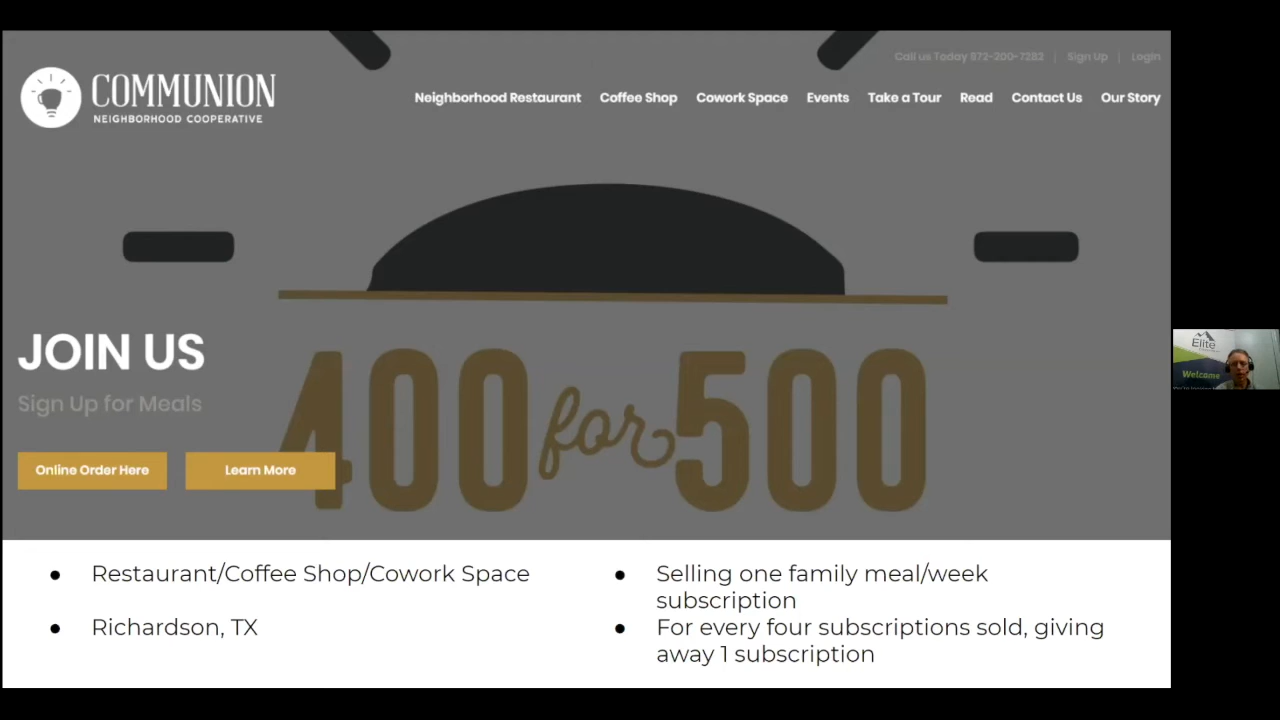 Call us Today 972-200-7282 | Sign Up | Login
COMMUNION
NEIGHBORHOOD COOPERATIVE
Neighborhood Restaurant Coffee Shop Cowork Space Events Take a Tour Read Contact Us Our Story
JOIN US
Sign Up for Meals
400 for 500
Online Order Here
Learn More
● Restaurant/Coffee Shop/Cowork Space
● Richardson, TX
● Selling one family meal/week
subscription
● For every four subscriptions sold, giving
away 1 subscription
Elite
Welcome